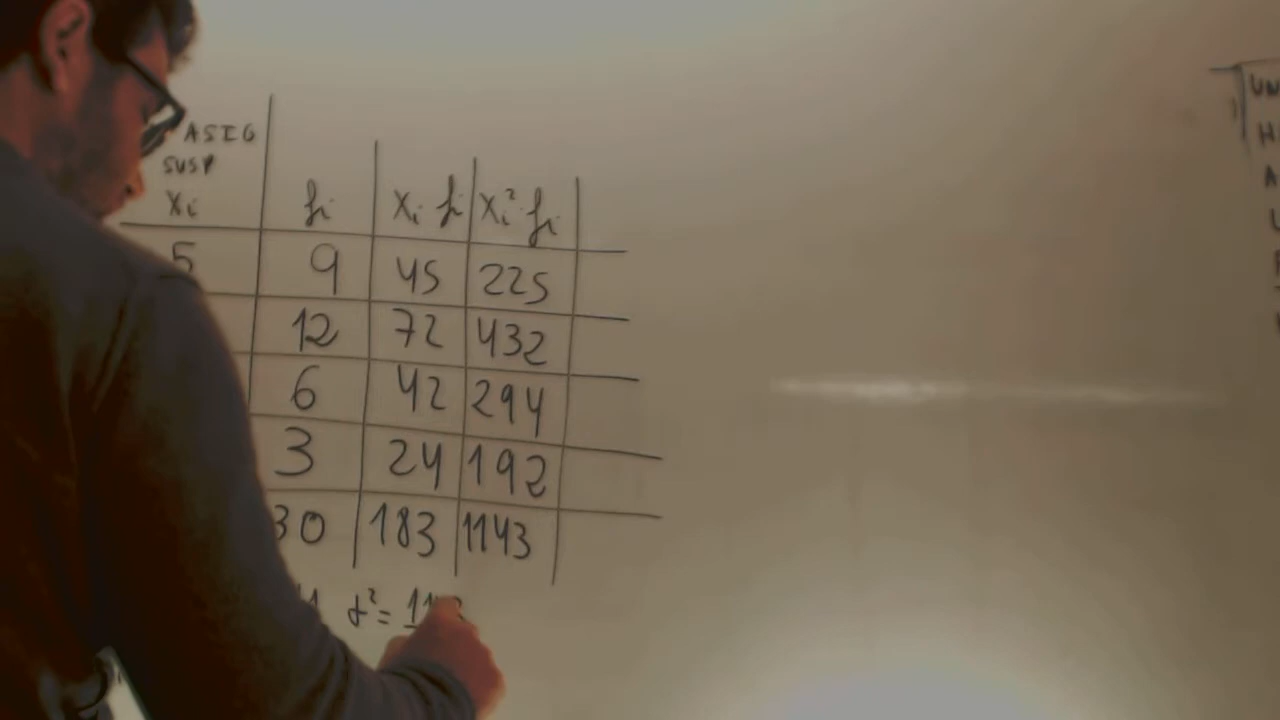 ASIG
SUSP
xi fi xi fi xi² · fi
5 9 45 225
12 72 432
6 42 294
3 24 192
30 183 1143
σ² =
UN
H
A